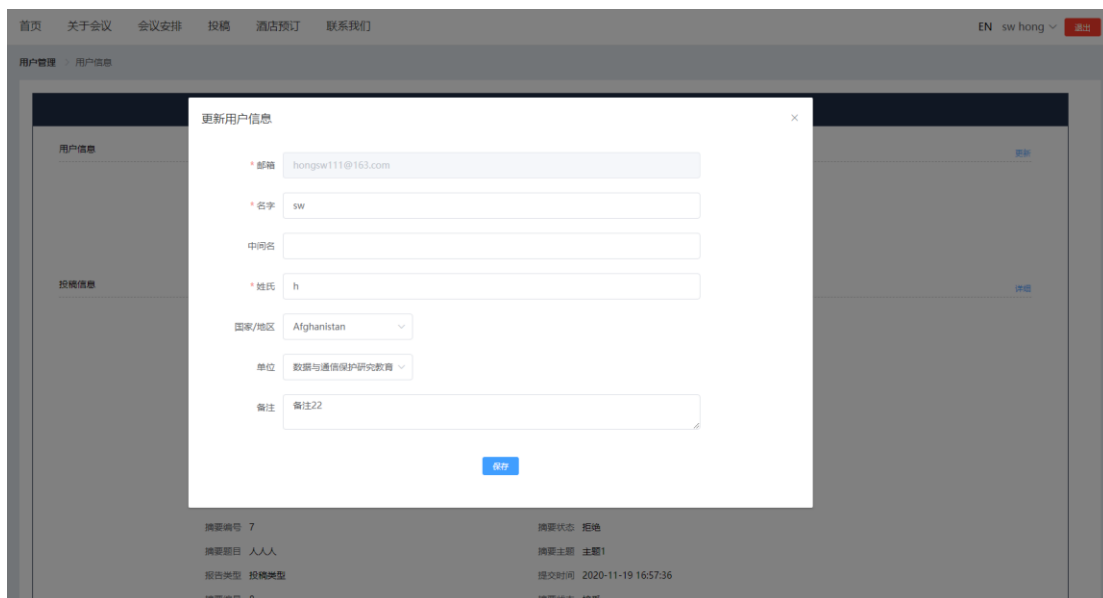 首页 关于会议 会议安排 投稿 酒店预订 联系我们 EN sw hong 退出
用户管理 用户信息
更新用户信息
用户信息 更新
* 邮箱 hongsw111@163.com
* 名字 sw
中间名
投稿信息 * 姓氏 h 详细
国家/地区 Afghanistan
单位 数据与通信保护研究教育
备注 备注22
保存
摘要编号 7 摘要状态 拒绝
摘要题目 人人人 摘要主题 主题1
报告类型 投稿类型 提交时间 2020-11-19 16:57:36